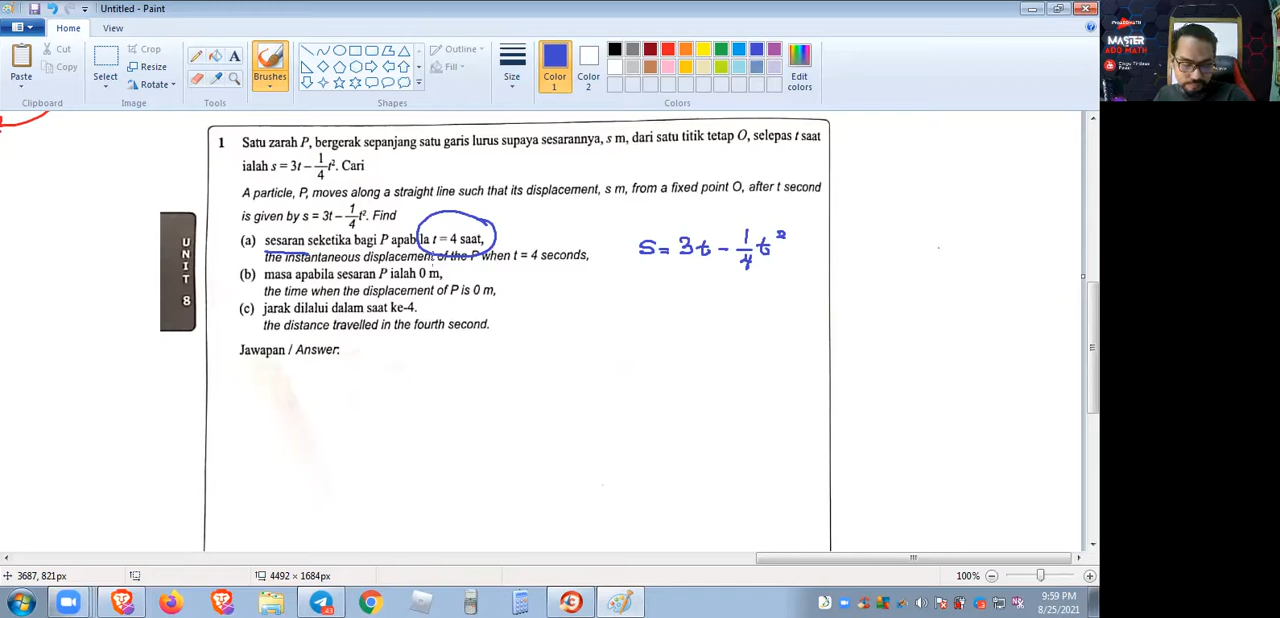 Untitled - Paint
Home
View
Paste
Cut
Copy
Clipboard
Select
Crop
Resize
Rotate
Image
Tools
Brushes
Outline
Fill
Shapes
Size
Color
1
Color
2
Edit
colors
Colors
MASTER
ADD MATH
1 Satu zarah P, bergerak sepanjang satu garis lurus supaya sesarannya, s m, dari satu titik tetap O, selepas t saat
ialah s = 3t – 1/4 t². Cari
A particle, P, moves along a straight line such that its displacement, s m, from a fixed point O, after t second
is given by s = 3t – 1/4 t². Find
(a) sesaran seketika bagi P apabila t = 4 saat,
the instantaneous displacement of the P when t = 4 seconds,
(b) masa apabila sesaran P ialah 0 m,
the time when the displacement of P is 0 m,
(c) jarak dilalui dalam saat ke-4.
the distance travelled in the fourth second.
Jawapan / Answer:
UNIT
8
s = 3t – 1/4 t²
3687, 821px
4492 × 1684px
100%
9:59 PM
8/25/2021